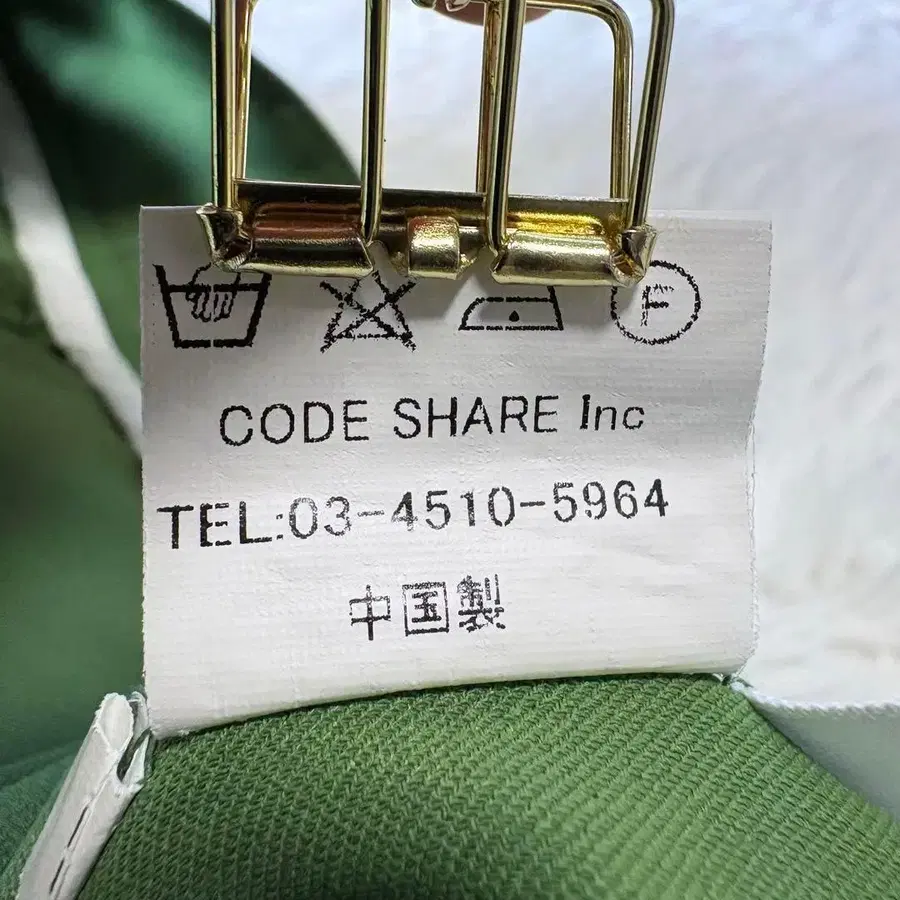 F
CODE SHARE Inc
TEL:03-4510-5964
中国製